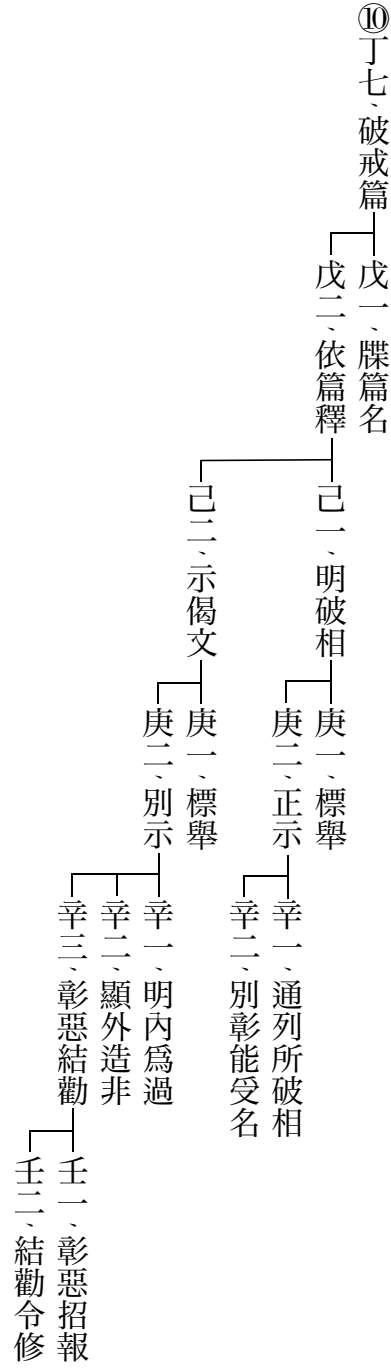 ⑩丁七、破戒篇
戊一、牒篇名
戊二、依篇釋
己一、明破相
庚一、標舉
庚二、正示
辛一、通列所破相
辛二、別彰能受名
己二、示偈文
庚一、標舉
庚二、別示
辛一、明內爲過
辛二、顯外造非
辛三、彰惡結勸
壬一、彰惡招報
壬二、結勸令修